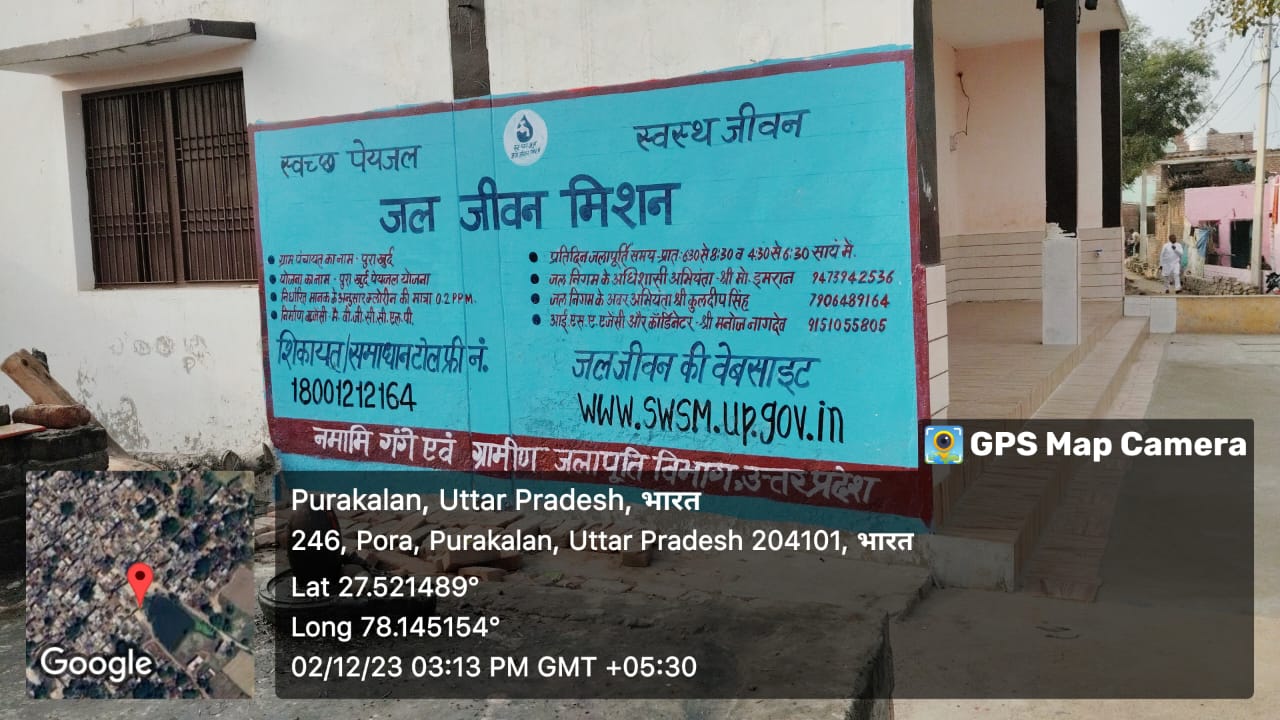 स्वच्छ पेयजल
स्वस्थ जीवन
जल जीवन मिशन
• ग्राम पंचायत का नाम - पुरा खुर्द
• योजना का नाम - पुरा खुर्द पेयजल योजना
• निर्धारित मानक के अनुसार क्लोरीन की मात्रा 0.2 PPM.
• निर्माण एजेंसी - मै. वी.जी.सी.सी.एल.पी.
शिकायत/समाधान टोल फ्री नं.
18001212164
• प्रतिदिन जलापूर्ति समय - प्रातः 6:30 से 8:30 व 4:30 से 6:30 सायं में.
• जल निगम के अधिशासी अभियंता - श्री मो. इमरान 9473942536
• जल निगम के अवर अभियंता श्री कुलदीप सिंह 7906489164
• आई.एस.ए एजेंसी और कॉर्डिनेटर - श्री मनोज नागदेव 9151055805
जल जीवन की वेबसाइट
www.swsm.up.gov.in
नमामि गंगे एवं ग्रामीण जलापूर्ति विभाग, उत्तर प्रदेश
GPS Map Camera
Purakalan, Uttar Pradesh, भारत
246, Pora, Purakalan, Uttar Pradesh 204101, भारत
Lat 27.521489°
Long 78.145154°
02/12/23 03:13 PM GMT +05:30
Google